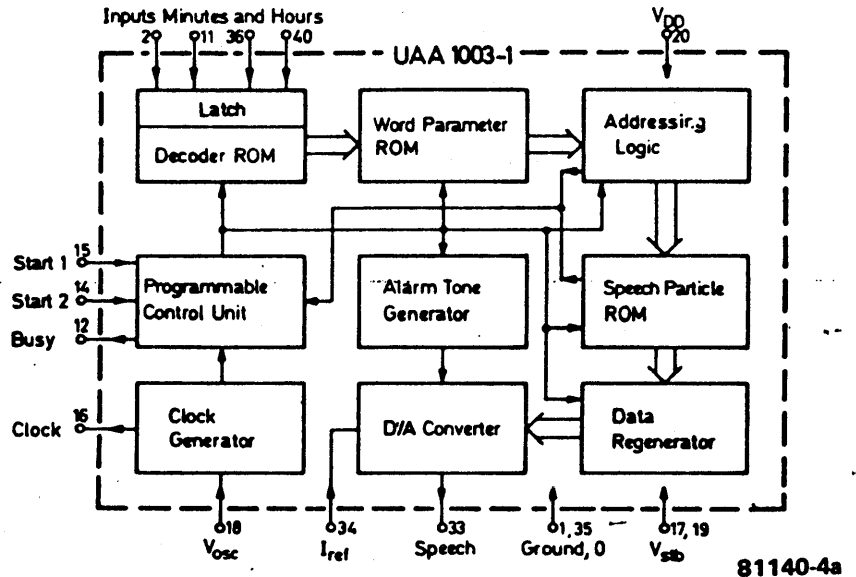 Inputs Minutes and Hours
2 11 36 40
V_DD
20
UAA 1003-1
Latch
Decoder ROM
Word Parameter
ROM
Addressing
Logic
15
Start 1
14
Start 2
12
Busy
Programmable
Control Unit
Alarm Tone
Generator
Speech Particle
ROM
16
Clock
Clock
Generator
D/A Converter
Data
Regenerator
18 34 33 1,35 17,19
Vosc Iref Speech Ground, 0 Vstb
81140-4a